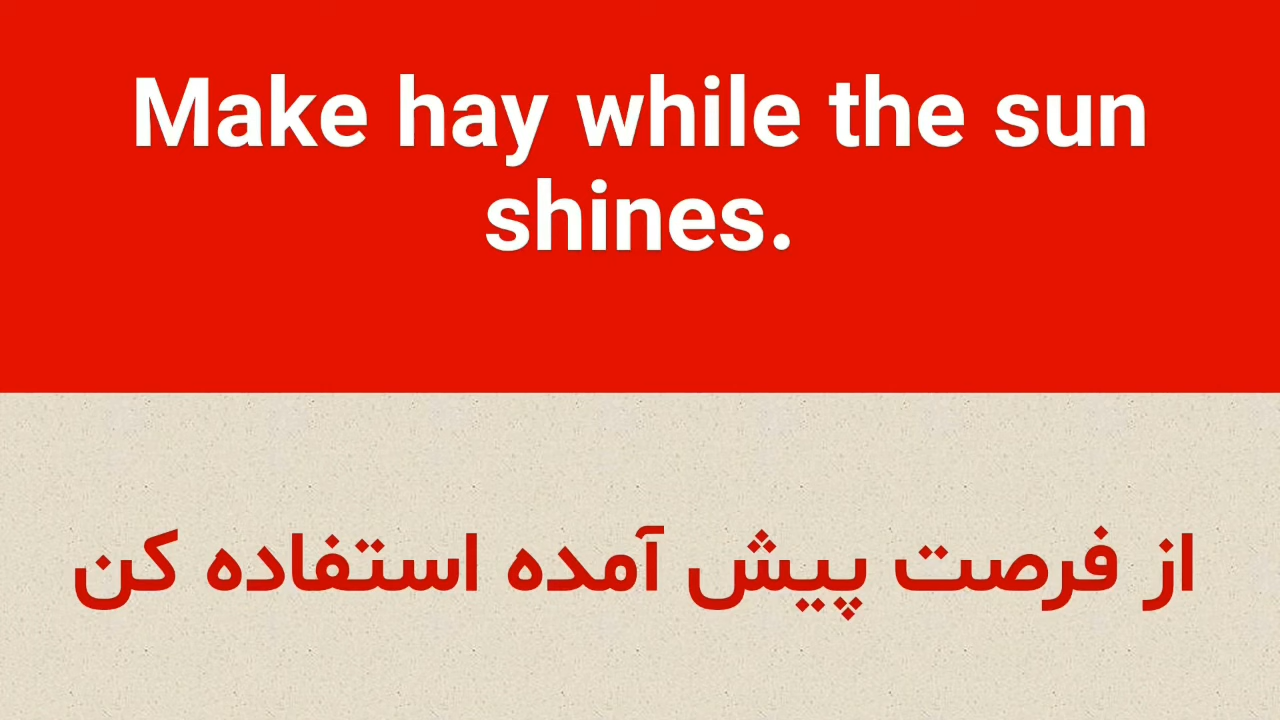 Make hay while the sun
shines.
از فرصت پیش آمده استفاده کن